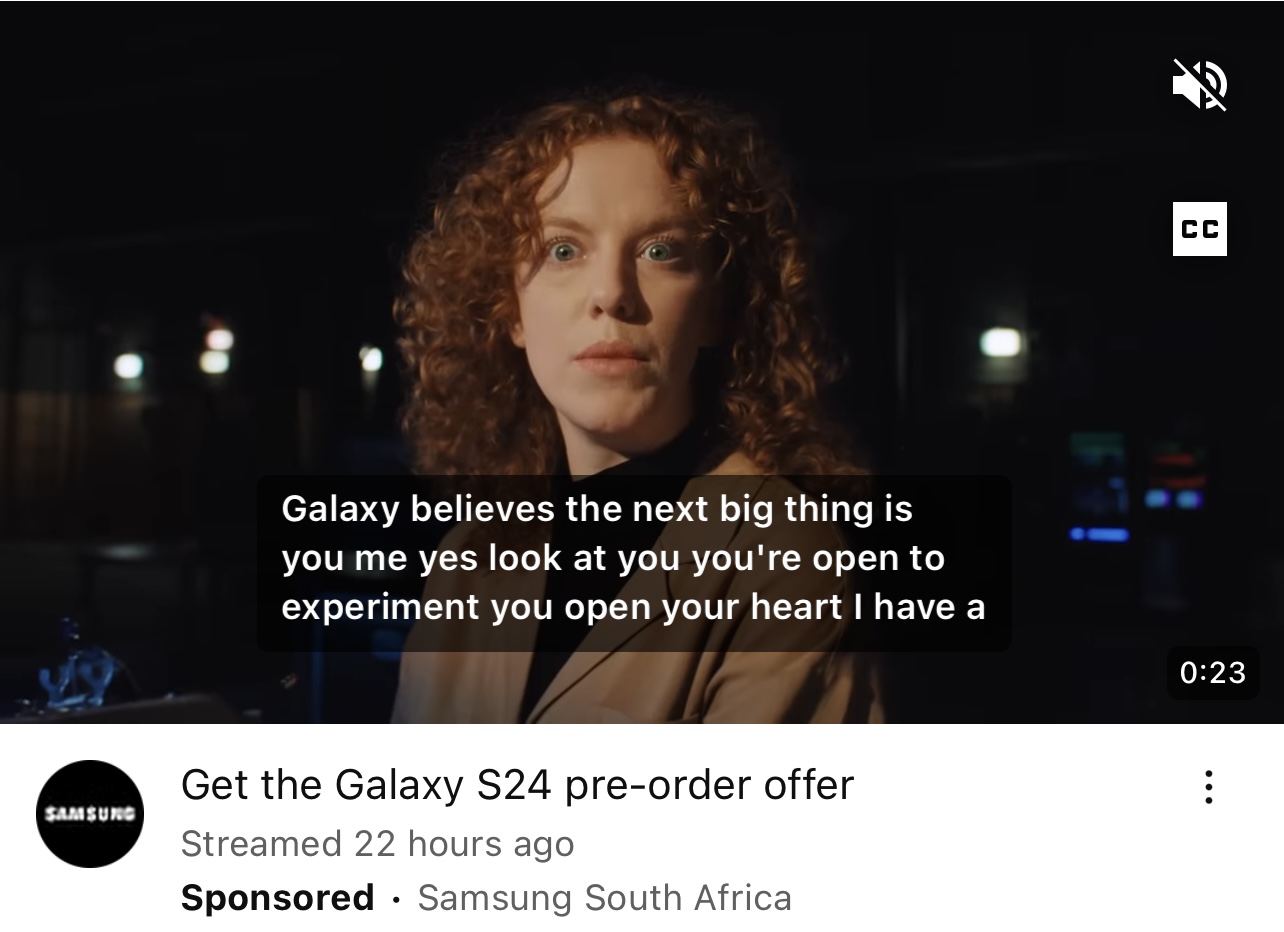 CC
Galaxy believes the next big thing is
you me yes look at you you're open to
experiment you open your heart I have a
0:23
SAMSUNG
Get the Galaxy S24 pre-order offer
Streamed 22 hours ago
Sponsored · Samsung South Africa